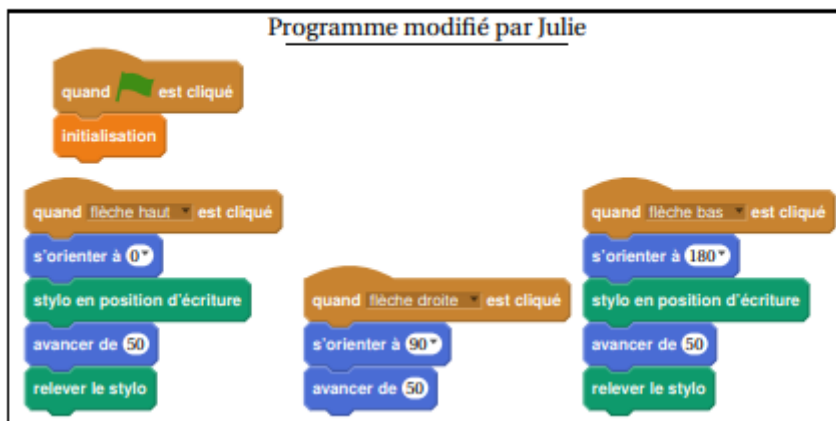 Programme modifié par Julie
quand est cliqué
initialisation
quand flèche haut est cliqué
s'orienter à 0
stylo en position d'écriture
avancer de 50
relever le stylo
quand flèche droite est cliqué
s'orienter à 90
avancer de 50
quand flèche bas est cliqué
s'orienter à 180
stylo en position d'écriture
avancer de 50
relever le stylo